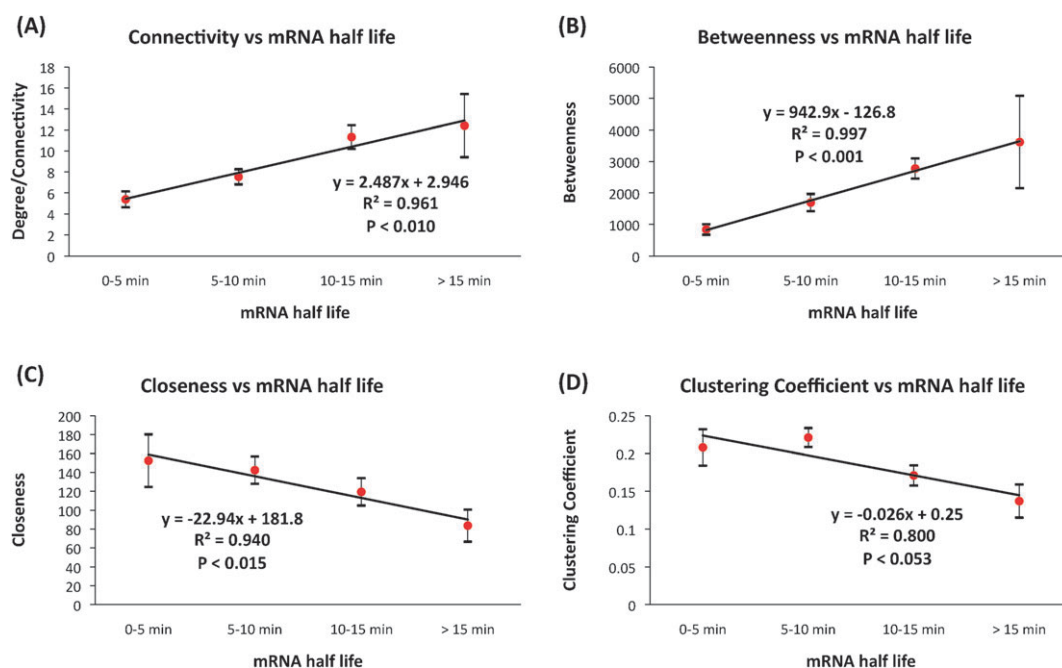 (A)
Connectivity vs mRNA half life
Degree/Connectivity
18
16
14
12
10
8
6
4
2
0
y = 2.487x + 2.946
R² = 0.961
P < 0.010
0-5 min 5-10 min 10-15 min > 15 min
mRNA half life
(B)
Betweenness vs mRNA half life
Betweenness
6000
5000
4000
3000
2000
1000
0
y = 942.9x - 126.8
R² = 0.997
P < 0.001
0-5 min 5-10 min 10-15 min > 15 min
mRNA half life
(C)
Closeness vs mRNA half life
Closeness
200
180
160
140
120
100
80
60
40
20
0
y = -22.94x + 181.8
R² = 0.940
P < 0.015
0-5 min 5-10 min 10-15 min > 15 min
mRNA half life
(D)
Clustering Coefficient vs mRNA half life
Clustering Coefficient
0.25
0.2
0.15
0.1
0.05
0
y = -0.026x + 0.25
R² = 0.800
P < 0.053
0-5 min 5-10 min 10-15 min > 15 min
mRNA half life